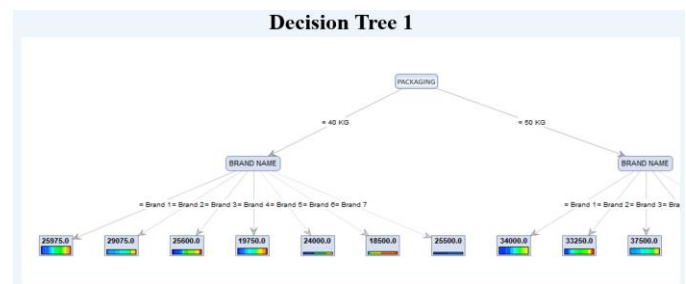 Decision Tree 1
PACKAGING
= 40 KG = 50 KG
BRAND NAME BRAND NAME
= Brand 1= Brand 2= Brand 3= Brand 4= Brand 5= Brand 6= Brand 7 = Brand 1= Brand 2= Brand 3= Bra
25975.0 29075.0 25600.0 19750.0 24000.0 18500.0 25500.0 34000.0 33250.0 37500.0